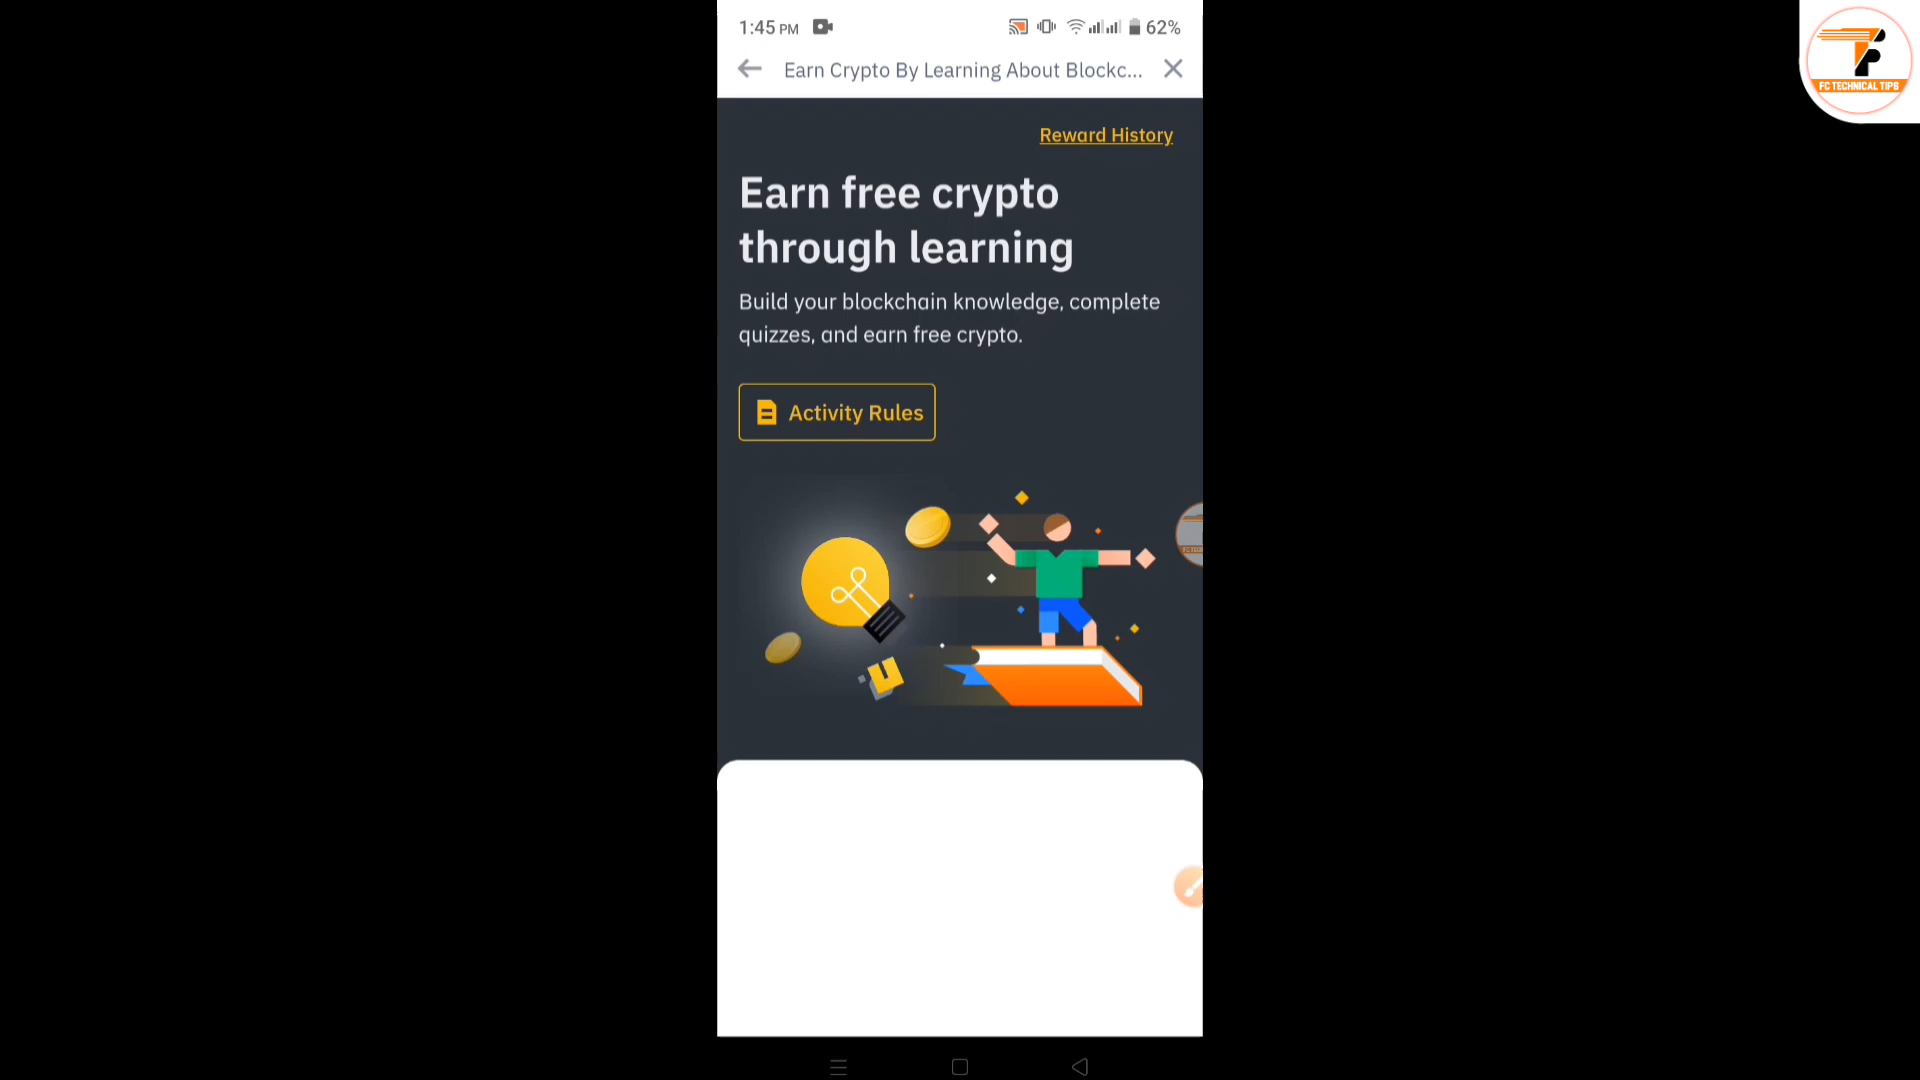 1:45 PM
62%
Earn Crypto By Learning About Blockc...
FC TECHNICAL TIPS
Reward History
Earn free crypto
through learning
Build your blockchain knowledge, complete
quizzes, and earn free crypto.
Activity Rules